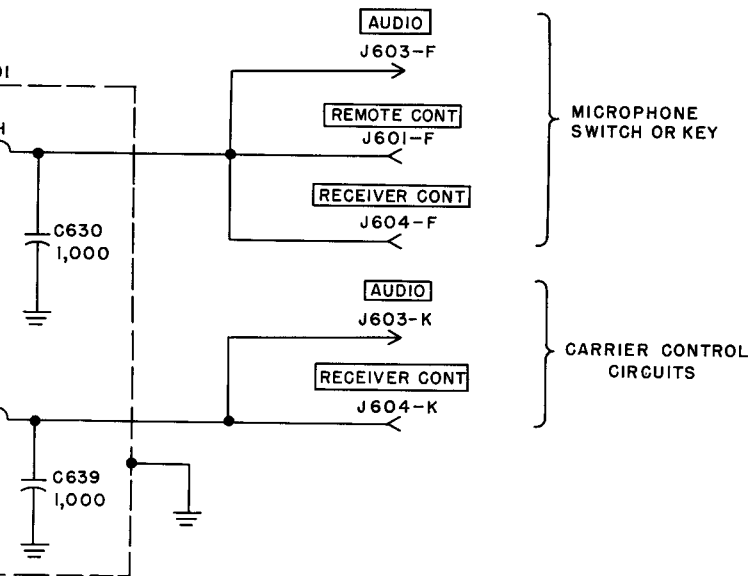 AUDIO
J603-F
REMOTE CONT
J601-F
RECEIVER CONT
J604-F
MICROPHONE
SWITCH OR KEY
C630
1,000
AUDIO
J603-K
RECEIVER CONT
J604-K
CARRIER CONTROL
CIRCUITS
C639
1,000